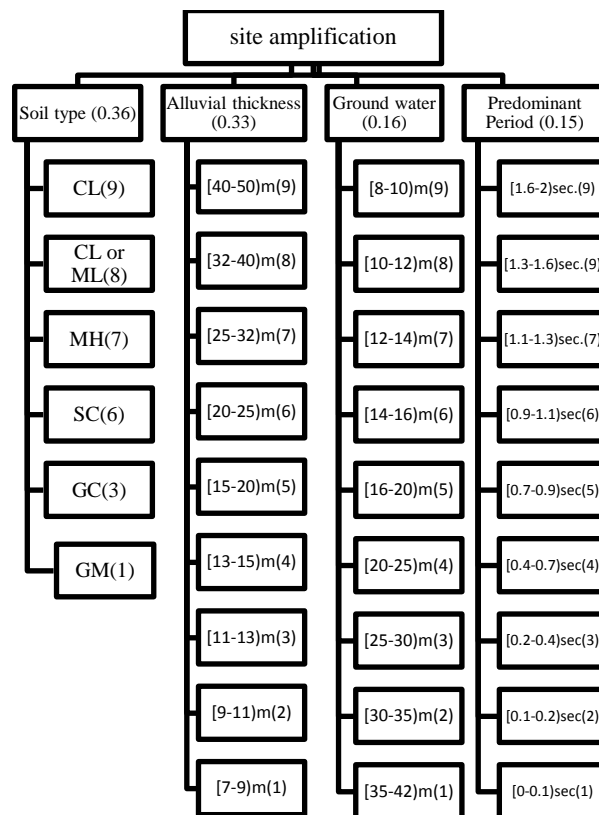 site amplification
Soil type (0.36)
CL(9)
CL or
ML(8)
MH(7)
SC(6)
GC(3)
GM(1)
Alluvial thickness
(0.33)
[40-50)m(9)
[32-40)m(8)
[25-32)m(7)
[20-25)m(6)
[15-20)m(5)
[13-15)m(4)
[11-13)m(3)
[9-11)m(2)
[7-9)m(1)
Ground water
(0.16)
[8-10)m(9)
[10-12)m(8)
[12-14)m(7)
[14-16)m(6)
[16-20)m(5)
[20-25)m(4)
[25-30)m(3)
[30-35)m(2)
[35-42)m(1)
Predominant
Period (0.15)
[1.6-2)sec.(9)
[1.3-1.6)sec.(9)
[1.1-1.3)sec.(7)
[0.9-1.1)sec(6)
[0.7-0.9)sec(5)
[0.4-0.7)sec(4)
[0.2-0.4)sec(3)
[0.1-0.2)sec(2)
[0-0.1)sec(1)